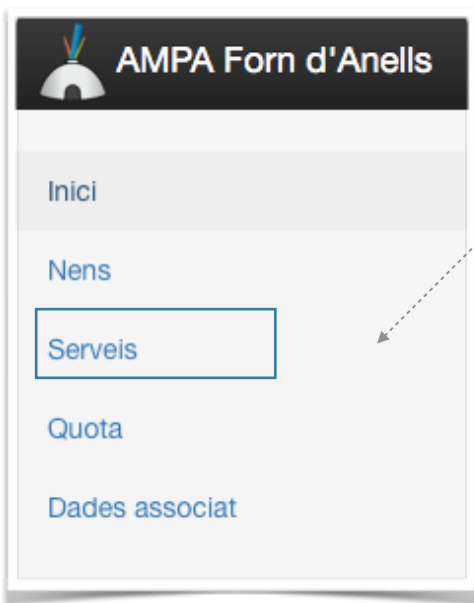 AMPA Forn d'Anells
Inici
Nens
Serveis
Quota
Dades associat